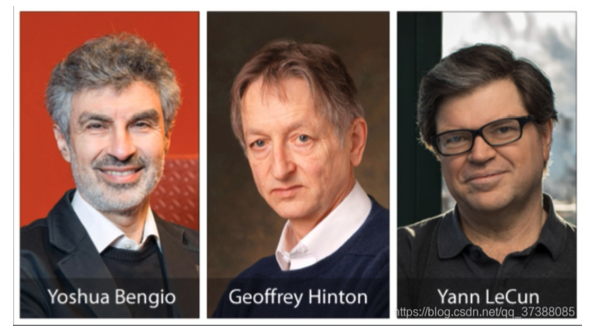 Yoshua Bengio
Geoffrey Hinton
Yann LeCun
https://blog.csdn.net/qq_37388085